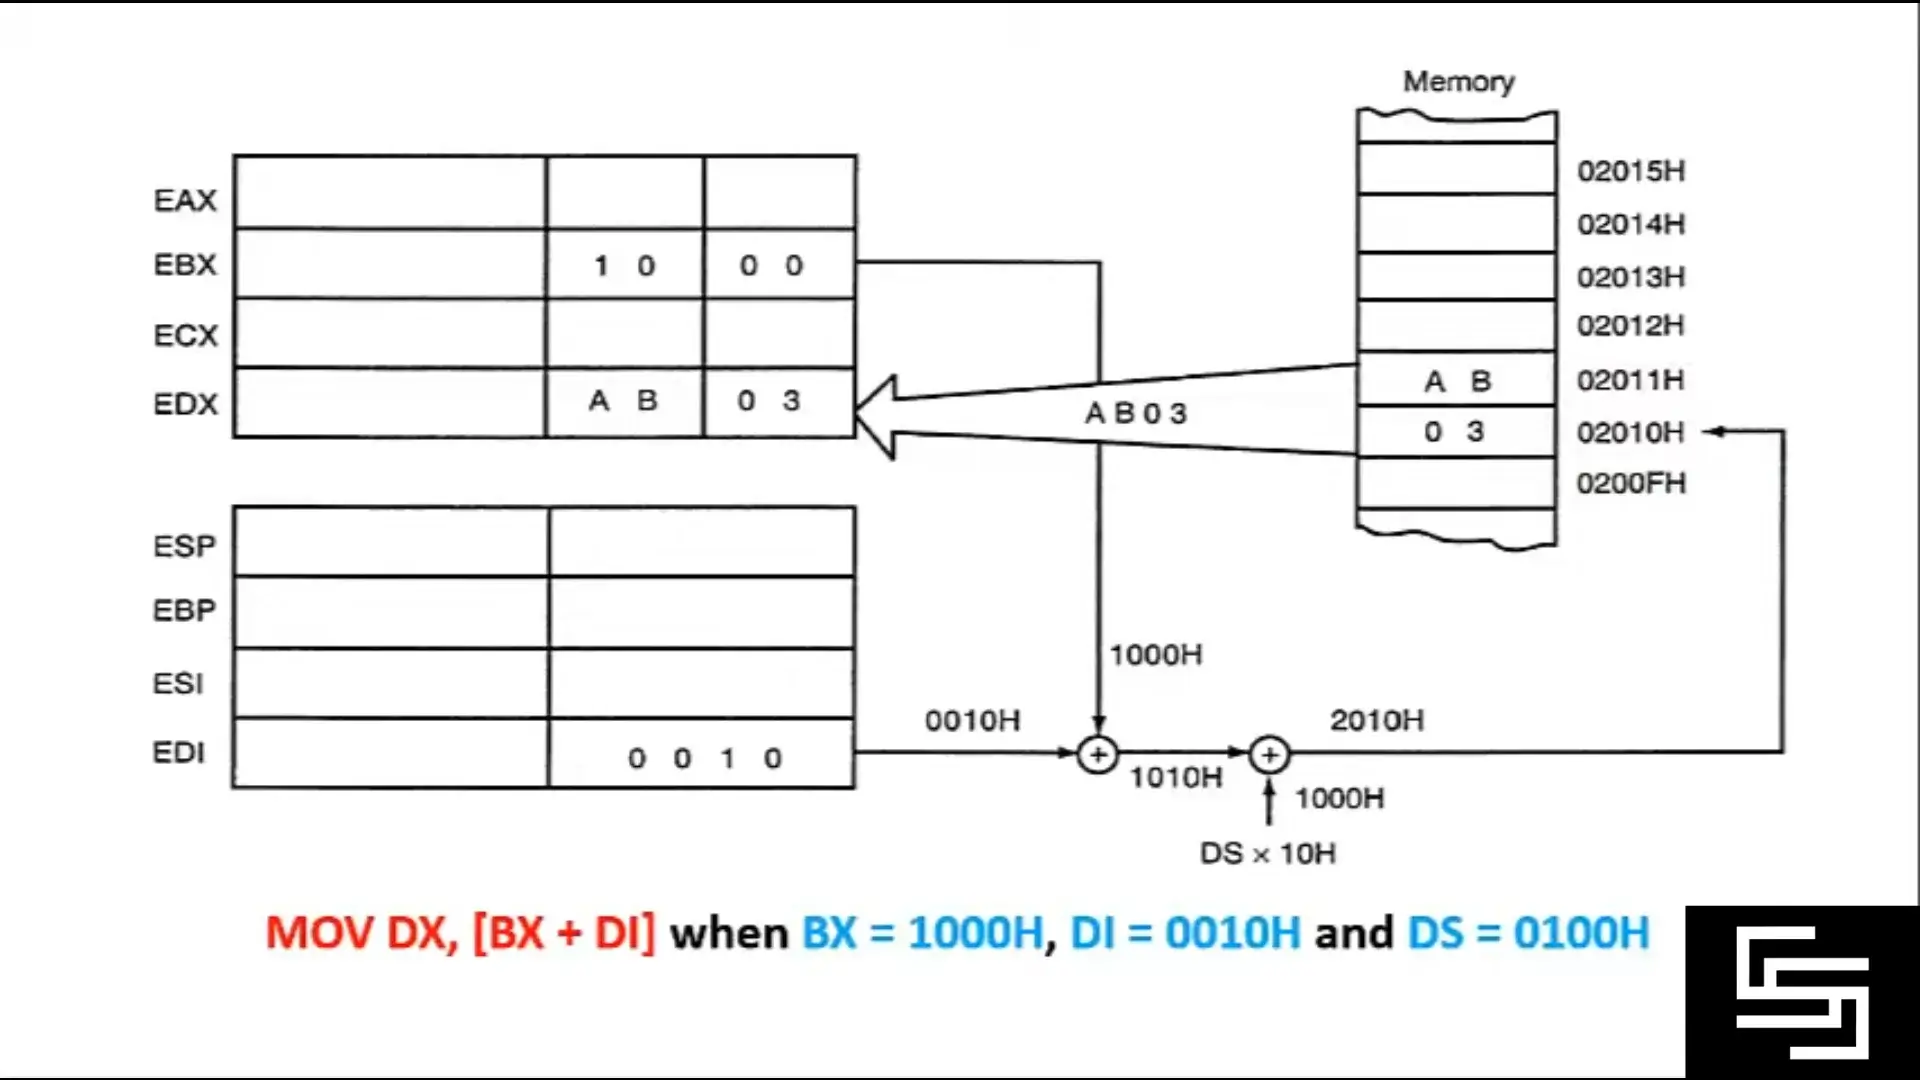 Memory
02015H
EAX
02014H
EBX 1 0 0 0
02013H
ECX
02012H
EDX A B 0 3
A B 0 3
A B 02011H
0 3 02010H
0200FH
ESP
EBP
ESI
EDI 0 0 1 0
1000H
0010H
1010H
2010H
1000H
DS × 10H
MOV DX, [BX + DI] when BX = 1000H, DI = 0010H and DS = 0100H